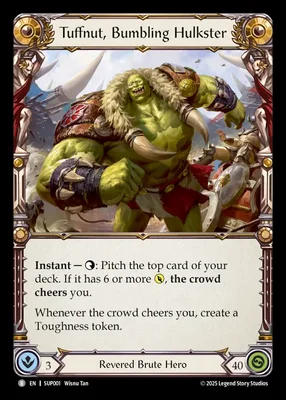 Tuffnut, Bumbling Hulkster
Instant — : Pitch the top card of your
deck. If it has 6 or more , the crowd
cheers you.
Whenever the crowd cheers you, create a
Toughness token.
3
Revered Brute Hero
40
EN | SUP001 Wisnu Tan
© 2025 Legend Story Studios